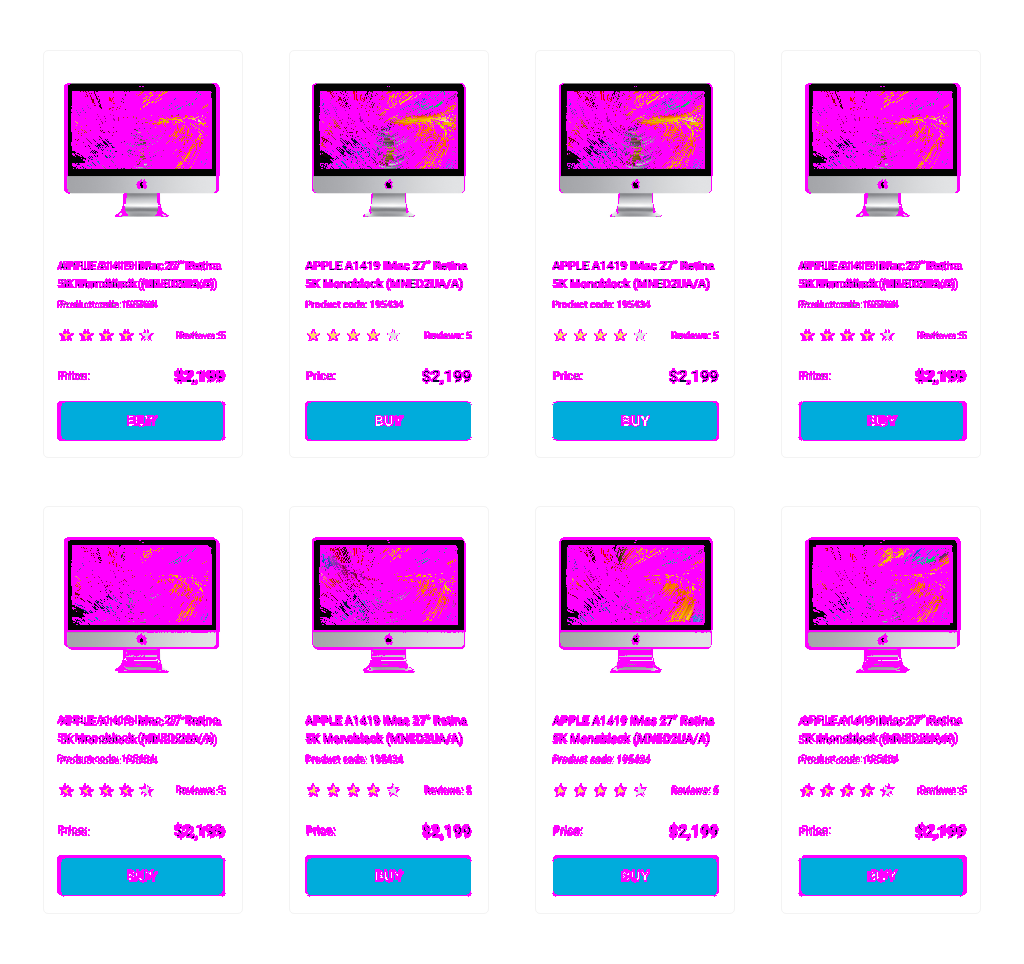 APPLE A1419 iMac 27" Retina
5K Monoblock (MNED2UA/A)
Product code: 195434
Reviews: 5
Price:
$2,199
BUY
APPLE A1419 iMac 27" Retina
5K Monoblock (MNED2UA/A)
Product code: 195434
Reviews: 5
Price:
$2,199
BUY
APPLE A1419 iMac 27" Retina
5K Monoblock (MNED2UA/A)
Product code: 195434
Reviews: 5
Price:
$2,199
BUY
APPLE A1419 iMac 27" Retina
5K Monoblock (MNED2UA/A)
Product code: 195434
Reviews: 5
Price:
$2,199
BUY
APPLE A1419 iMac 27" Retina
5K Monoblock (MNED2UA/A)
Product code: 195434
Reviews: 5
Price:
$2,199
BUY
APPLE A1419 iMac 27" Retina
5K Monoblock (MNED2UA/A)
Product code: 195434
Reviews: 5
Price:
$2,199
BUY
APPLE A1419 iMac 27" Retina
5K Monoblock (MNED2UA/A)
Product code: 195434
Reviews: 5
Price:
$2,199
BUY
APPLE A1419 iMac 27" Retina
5K Monoblock (MNED2UA/A)
Product code: 195434
Reviews: 5
Price:
$2,199
BUY